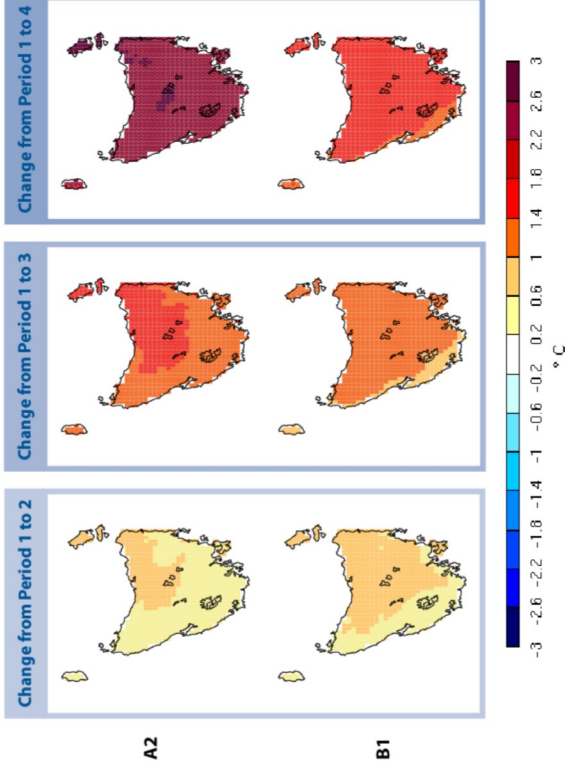 Change from Period 1 to 2
Change from Period 1 to 3
Change from Period 1 to 4
A2
B1
-3 -2.6 -2.2 -1.8 -1.4 -1 -0.6 -0.2 0.2 0.6 1 1.4 1.8 2.2 2.6 3
° C